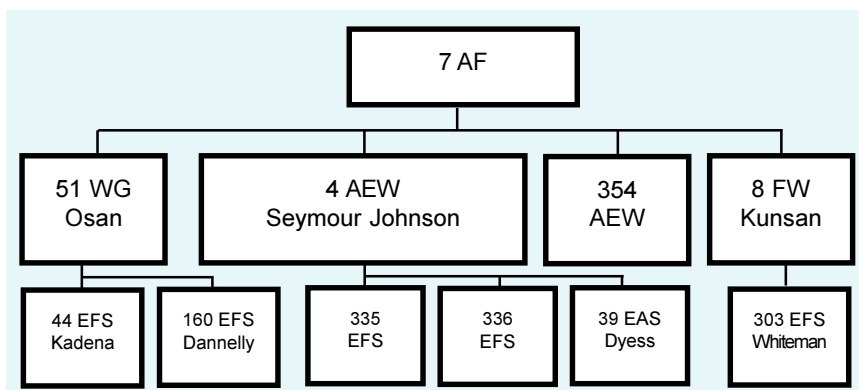 7 AF
51 WG
Osan
4 AEW
Seymour Johnson
354
AEW
8 FW
Kunsan
44 EFS
Kadena
160 EFS
Dannelly
335
EFS
336
EFS
39 EAS
Dyess
303 EFS
Whiteman